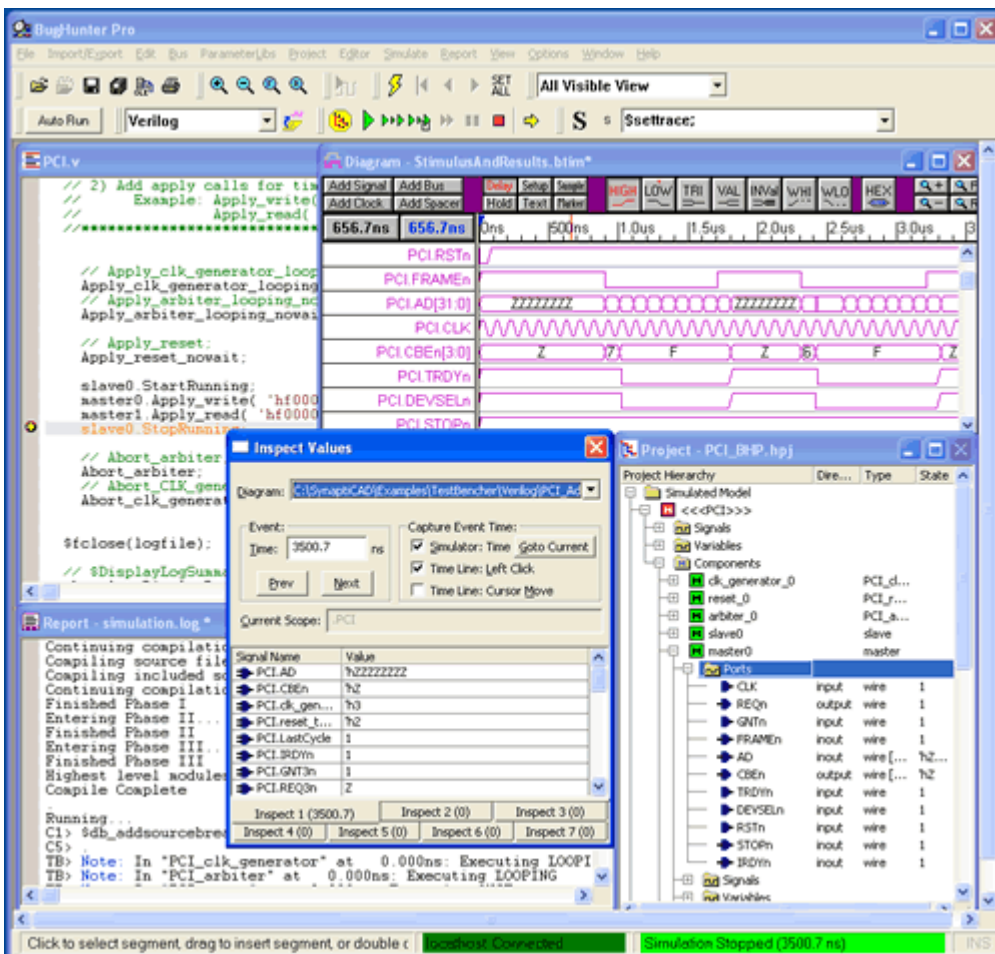 BugHunter Pro
File Import/Export Edit Bus ParameterLibs Project Editor Simulate Report View Options Window Help
SET ALL All Visible View
Auto Run Verilog S s $settrace;
PCI.v
// 2) Add apply calls for tim
// Example: Apply_write(
// Apply_read(
// Apply_clk_generator_loop
Apply_clk_generator_looping
// Apply_arbiter_looping_no
Apply_arbiter_looping_nowai
// Apply_reset;
Apply_reset_nowait;
slave0.StartRunning;
master0.Apply_write( 'hf000
master1.Apply_read( 'hf0000
slave0.StopRunning;
// Abort_arbiter
Abort_arbiter;
// Abort_CLK_gene
Abort_clk_generat
$fclose(logfile);
// $DisplayLogSumma
Diagram - StimulusAndResults.btim*
Add Signal Add Bus Delay Setup Sample HIGH LOW TRI VAL INVal WHI WLO HEX
Add Clock Add Spacer Hold Text Marker
656.7ns 656.7ns 0ns 500ns 1.0us 1.5us 2.0us 2.5us 3.0us 3
PCI.RSTn
PCI.FRAMEn
PCI.AD[31:0] ZZZZZZZZ ZZZZZZZZ
PCI.CLK
PCI.CBEn[3:0] Z 7 F Z 6 F Z
PCI.TRDYn
PCI.DEVSELn
PCI.STOPn
Inspect Values
Diagram: C:\SynaptiCAD\Examples\TestBencher\Verilog\PCI_Ad
Event:
Time: 3500.7 ns
Prev Next
Capture Event Time:
Simulator: Time Goto Current
Time Line: Left Click
Time Line: Cursor Move
Current Scope: .PCI
Signal Name Value
PCI.AD 'hZZZZZZZZ
PCI.CBEn 'hZ
PCI.clk_gen... 'h3
PCI.reset_t... 'h2
PCI.LastCycle 1
PCI.IRDYn 1
PCI.GNT3n 1
PCI.REQ3n Z
Inspect 1 (3500.7) Inspect 2 (0) Inspect 3 (0)
Inspect 4 (0) Inspect 5 (0) Inspect 6 (0) Inspect 7 (0)
Project - PCI_BHP.hpj
Project Hierarchy Dire... Type State
Simulated Model
<<<PCI>>>
Signals
Variables
Components
clk_generator_0 PCI_cl...
reset_0 PCI_r...
arbiter_0 PCI_a...
slave0 slave
master0 master
Ports
CLK input wire 1
REQn output wire 1
GNTn input wire 1
FRAMEn inout wire 1
AD inout wire [... 'hZ...
CBEn output wire [... 'hZ
TRDYn input wire 1
DEVSELn input wire 1
RSTn input wire 1
STOPn inout wire 1
IRDYn inout wire 1
Signals
Variables
Report - simulation.log *
Continuing compilatio
Compiling source file
Compiling included so
Continuing compilatio
Finished Phase I
Entering Phase II...
Finished Phase II
Entering Phase III..
Finished Phase III
Highest level modules
Compile Complete
.
Running...
C1> $db_addsourcebrea
C5> .
TB> Note: In "PCI_clk_generator" at 0.000ns: Executing LOOPI
TB> Note: In "PCI_arbiter" at 0.000ns: Executing LOOPING
Click to select segment, drag to insert segment, or double c localhost Connected Simulation Stopped (3500.7 ns) INS